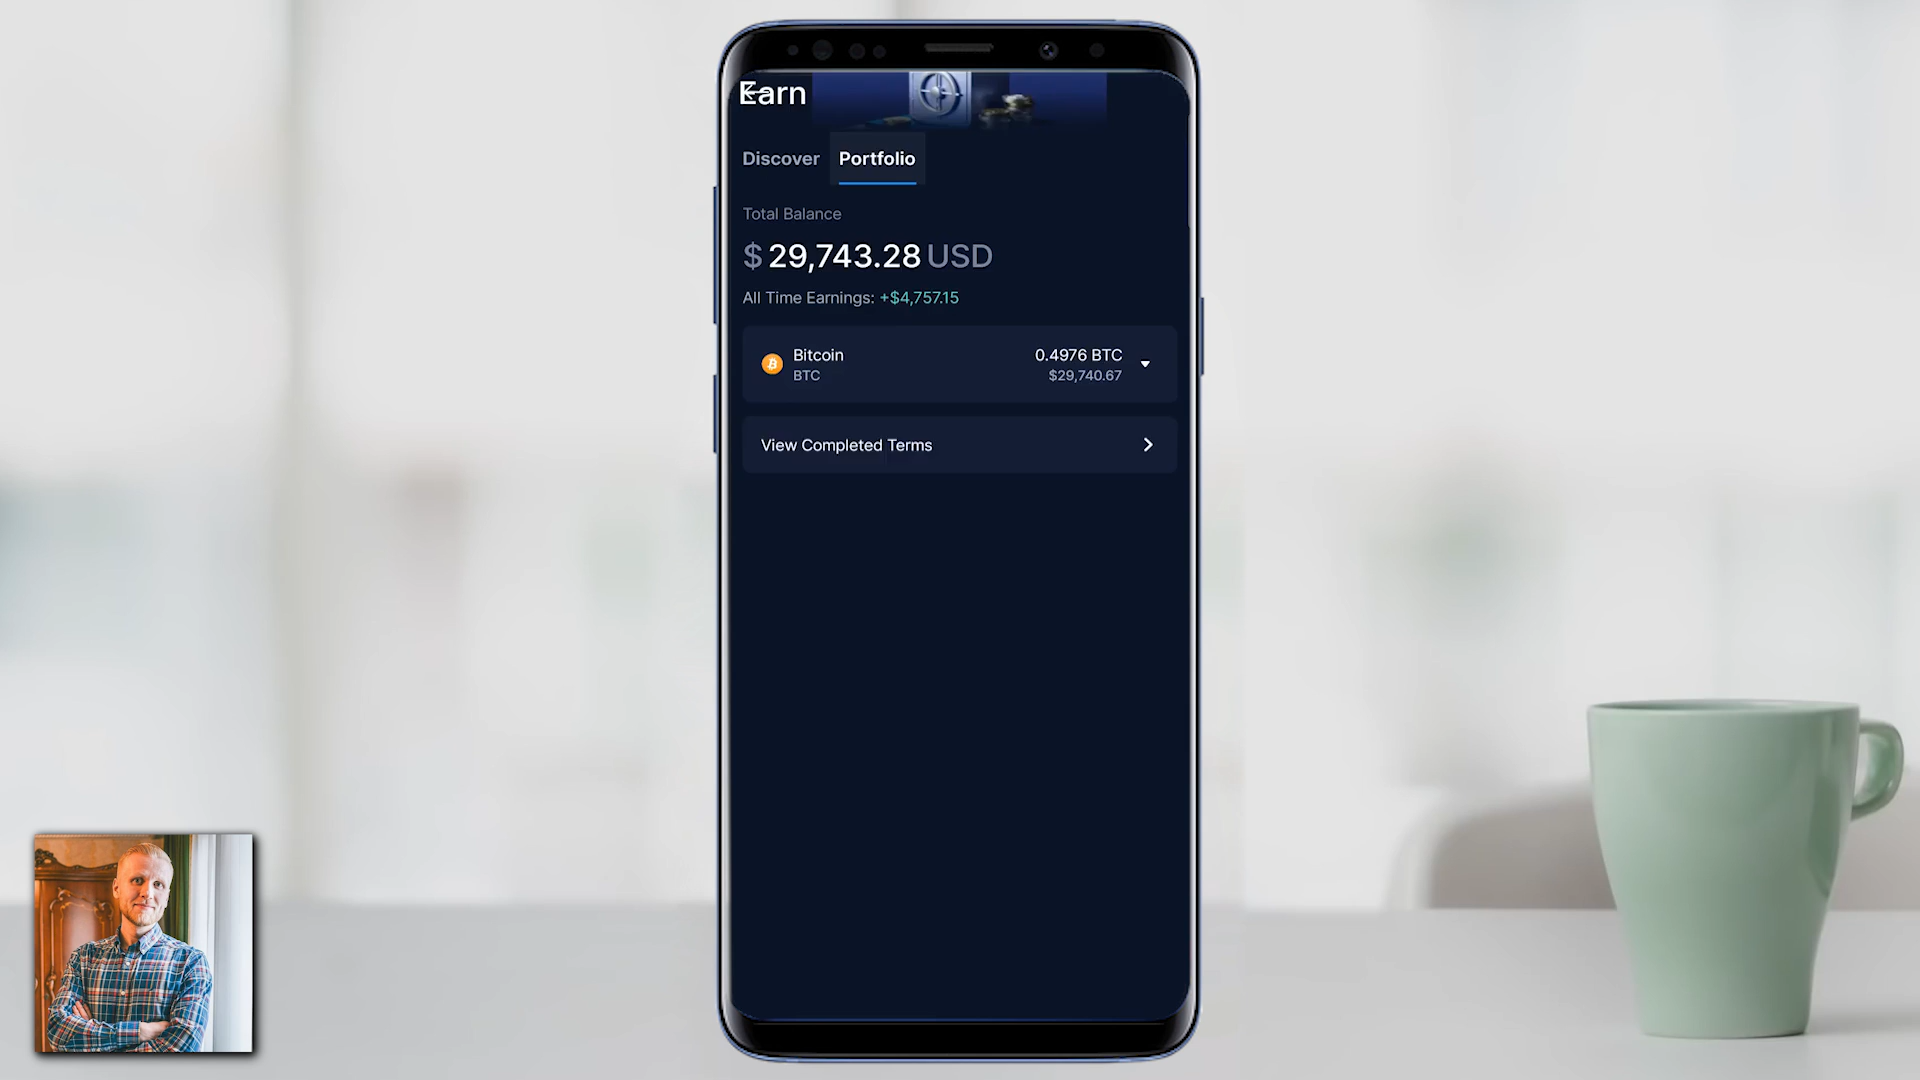 Earn
Discover Portfolio
Total Balance
$ 29,743.28 USD
All Time Earnings: +$4,757.15
Bitcoin 0.4976 BTC
BTC $29,740.67
View Completed Terms